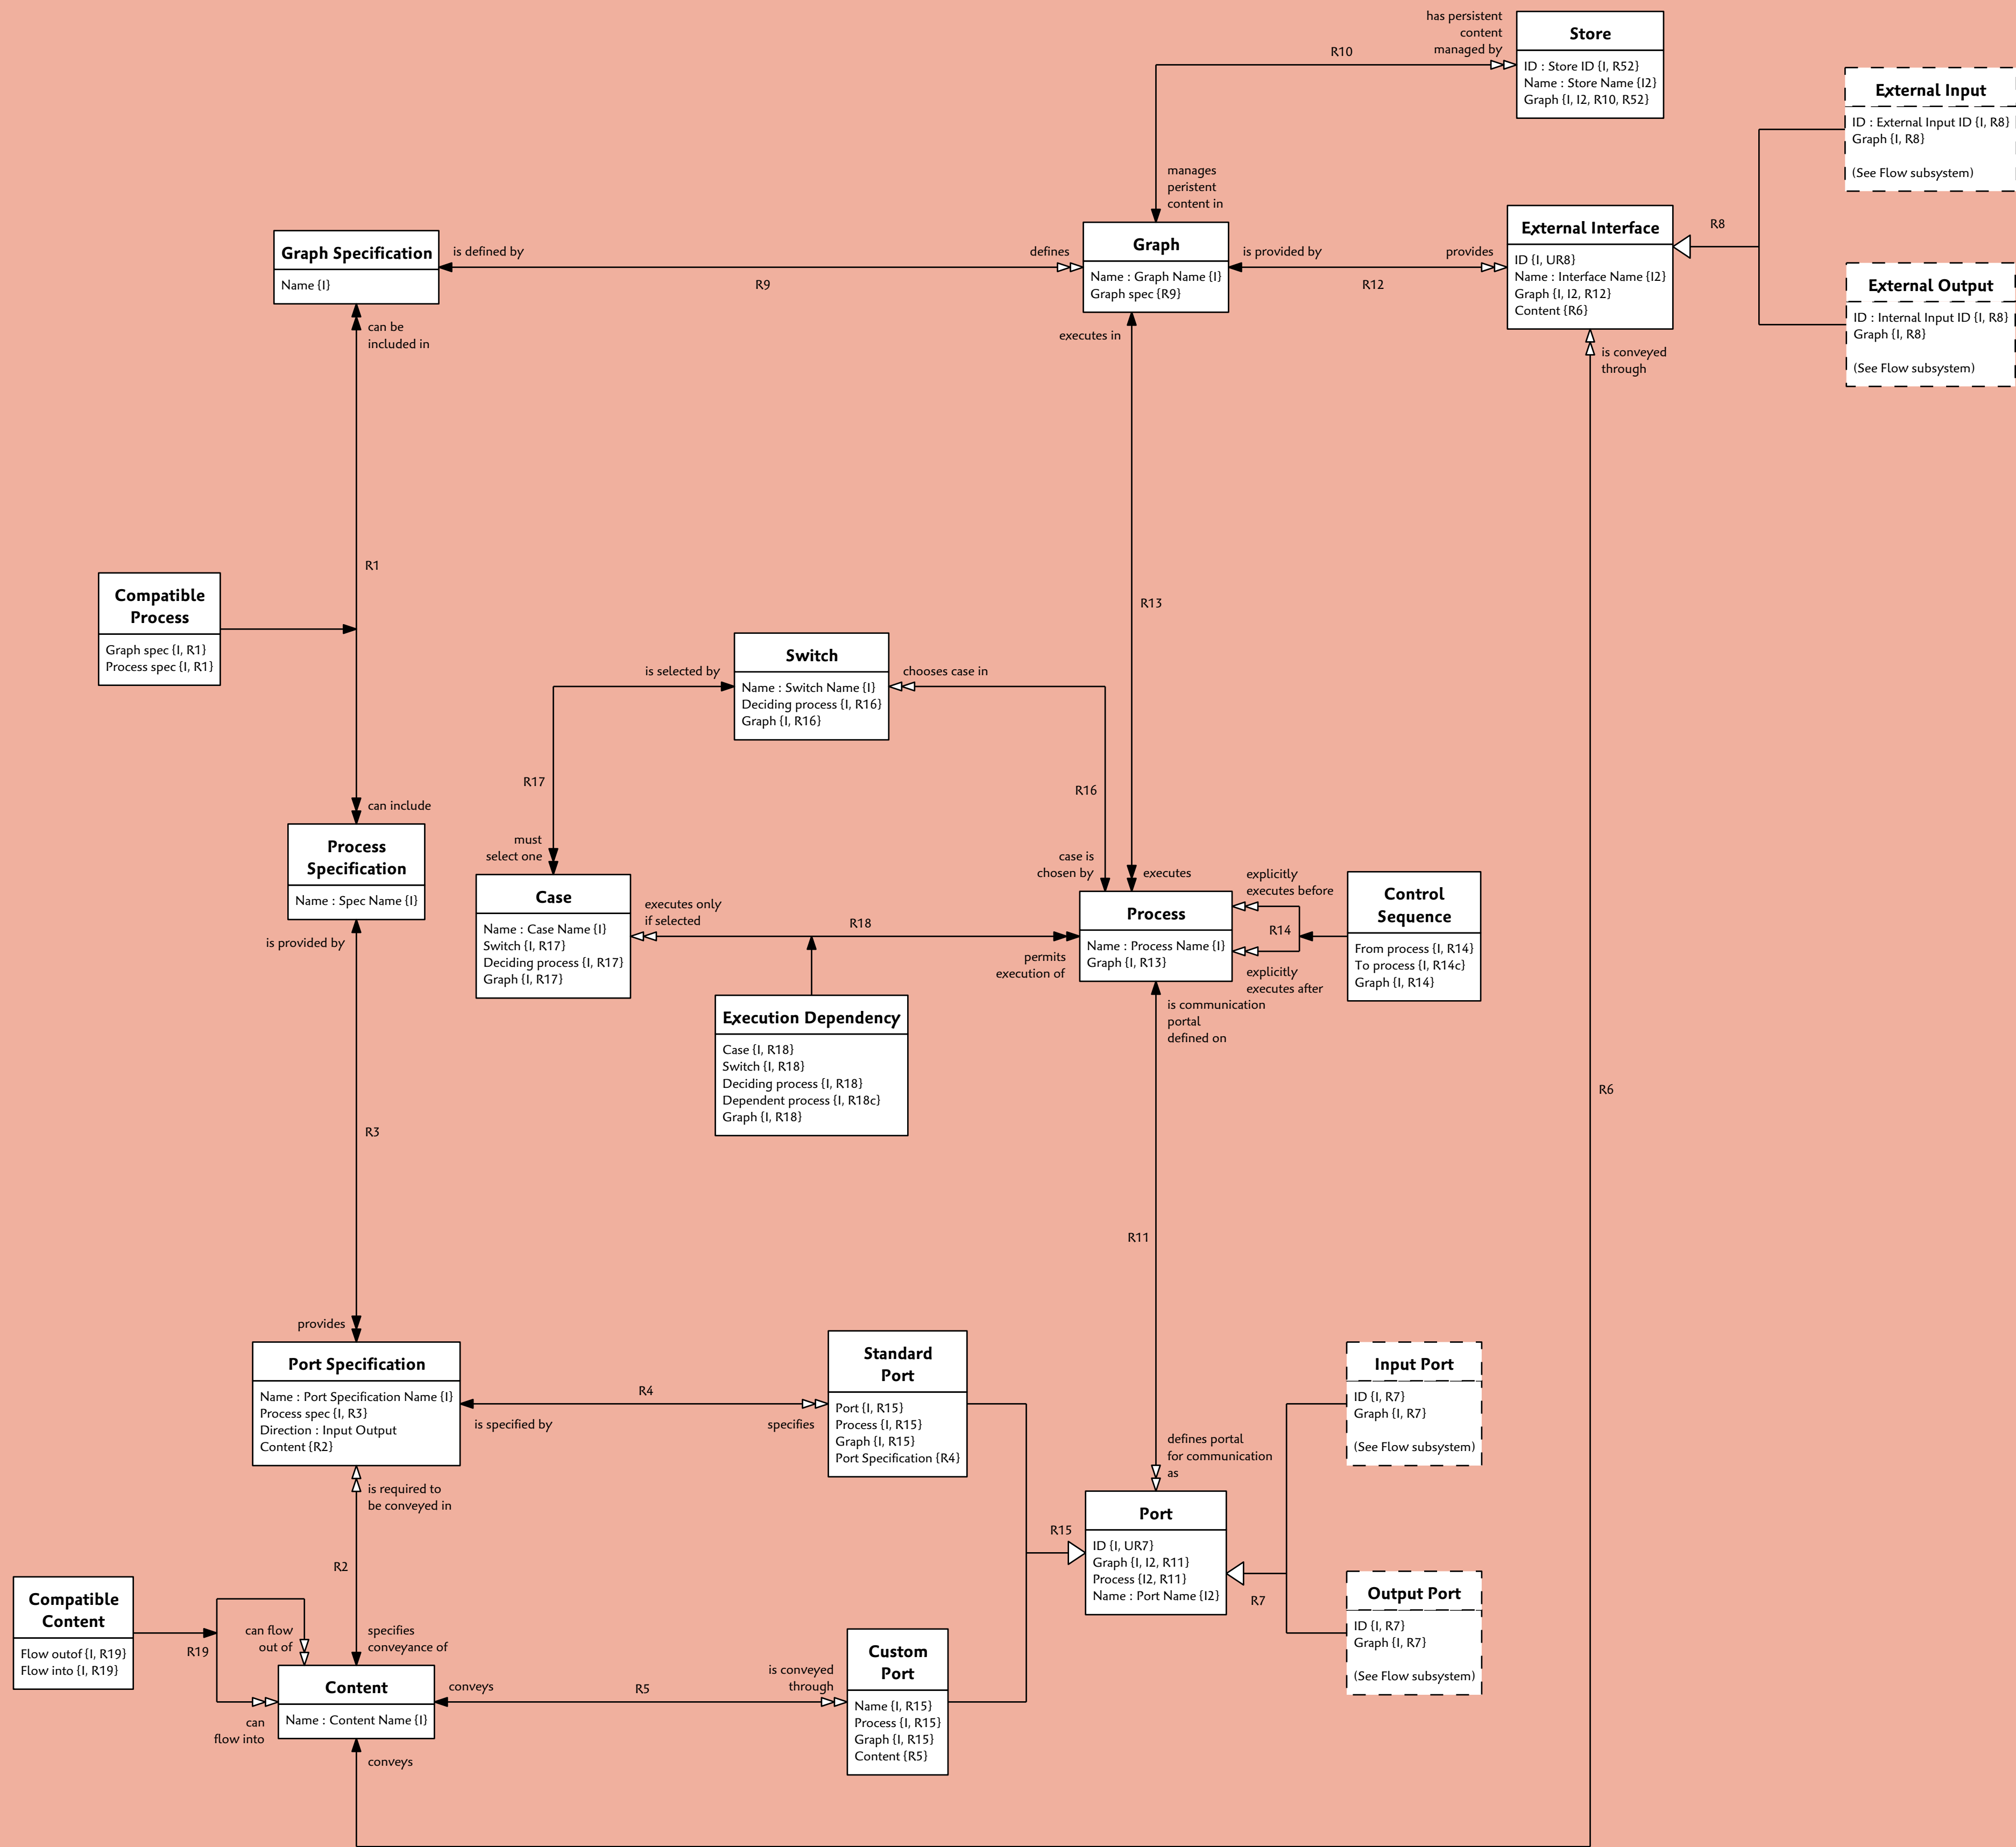 has persistent
content
managed by
R10
Store
ID : Store ID {I, R52}
Name : Store Name {I2}
Graph {I, I2, R10, R52}
External Input
ID : External Input ID {I, R8}
Graph {I, R8}
(See Flow subsystem)
manages
peristent
content in
Graph Specification
Name {I}
is defined by
defines
R9
Graph
Name : Graph Name {I}
Graph spec {R9}
is provided by
provides
R12
External Interface
ID {I, UR8}
Name : Interface Name {I2}
Graph {I, I2, R12}
Content {R6}
R8
External Output
ID : Internal Input ID {I, R8}
Graph {I, R8}
(See Flow subsystem)
can be
included in
executes in
is conveyed
through
R1
Compatible
Process
Graph spec {I, R1}
Process spec {I, R1}
R13
Switch
Name : Switch Name {I}
Deciding process {I, R16}
Graph {I, R16}
is selected by
chooses case in
R17
R16
can include
Process
Specification
Name : Spec Name {I}
must
select one
case is
chosen by
executes
explicitly
executes before
Case
Name : Case Name {I}
Switch {I, R17}
Deciding process {I, R17}
Graph {I, R17}
executes only
if selected
R18
permits
execution of
Process
Name : Process Name {I}
Graph {I, R13}
R14
explicitly
executes after
Control
Sequence
From process {I, R14}
To process {I, R14c}
Graph {I, R14}
is provided by
Execution Dependency
Case {I, R18}
Switch {I, R18}
Deciding process {I, R18}
Dependent process {I, R18c}
Graph {I, R18}
is communication
portal
defined on
R6
R3
R11
provides
Port Specification
Name : Port Specification Name {I}
Process spec {I, R3}
Direction : Input Output
Content {R2}
R4
is specified by
specifies
Standard
Port
Port {I, R15}
Process {I, R15}
Graph {I, R15}
Port Specification {R4}
Input Port
ID {I, R7}
Graph {I, R7}
(See Flow subsystem)
defines portal
for communication
as
is required to
be conveyed in
R15
Port
ID {I, UR7}
Graph {I, I2, R11}
Process {I2, R11}
Name : Port Name {I2}
R7
Output Port
ID {I, R7}
Graph {I, R7}
(See Flow subsystem)
R2
Compatible
Content
Flow outof {I, R19}
Flow into {I, R19}
R19
can flow
out of
specifies
conveyance of
can
flow into
Content
Name : Content Name {I}
conveys
R5
is conveyed
through
Custom
Port
Name {I, R15}
Process {I, R15}
Graph {I, R15}
Content {R5}
conveys